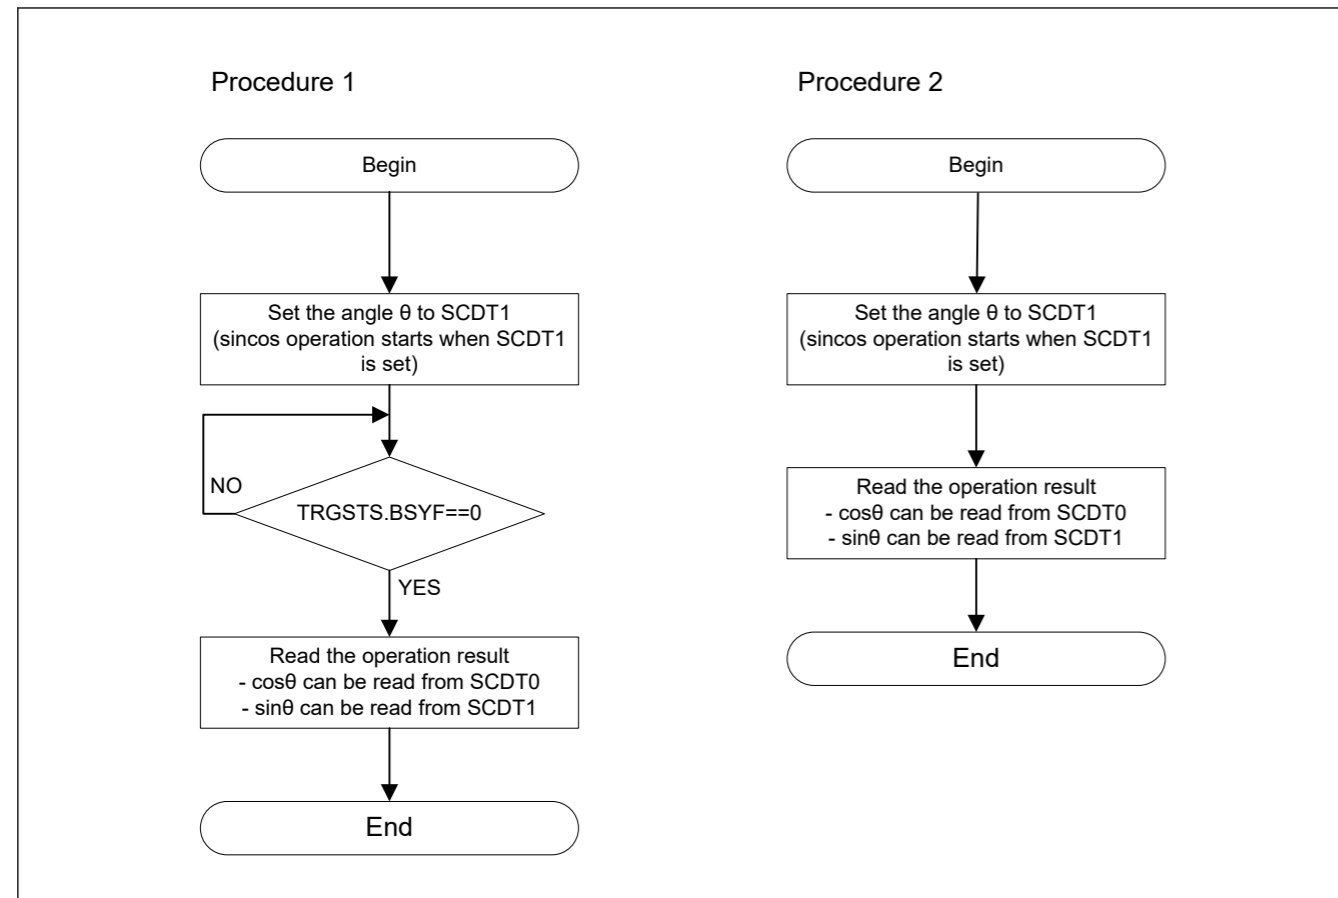 Procedure 1
Begin
Set the angle θ to SCDT1
(sincos operation starts when SCDT1
is set)
NO
TRGSTS.BSYF==0
YES
Read the operation result
- cosθ can be read from SCDT0
- sinθ can be read from SCDT1
End
Procedure 2
Begin
Set the angle θ to SCDT1
(sincos operation starts when SCDT1
is set)
Read the operation result
- cosθ can be read from SCDT0
- sinθ can be read from SCDT1
End